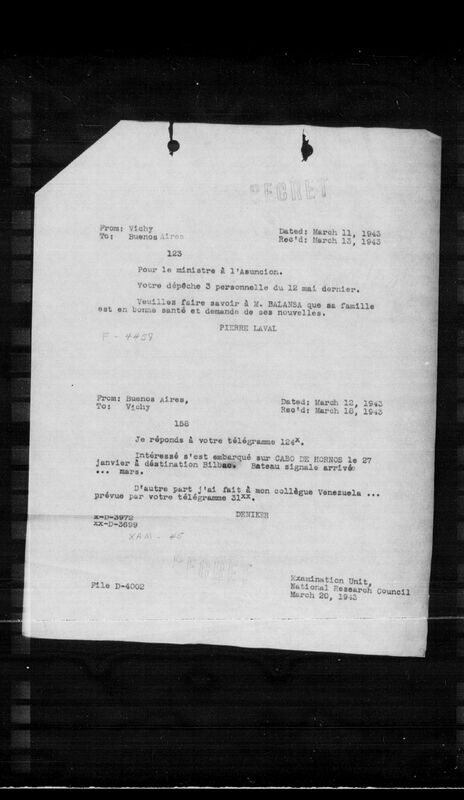 SECRET
From: Vichy Dated: March 11, 1943
To: Buenos Aires Rec'd: March 13, 1943
123
Pour le ministre à l'Asuncion.
Votre dépêche 3 personnelle du 12 mai dernier.
Veuillez faire savoir à M. BALANSA que sa famille
est en bonne santé et demande de ses nouvelles.
PIERRE LAVAL
F - 4459
From: Buenos Aires, Dated: March 12, 1943
To: Vichy Rec'd: March 18, 1943
158
Je réponds à votre télégramme 124x.
Intéressé s'est embarqué sur CABO DE HORNOS le 27
janvier à déstination Bilbao. Bateau signale arrivée
... mars.
D'autre part j'ai fait à mon collègue Venezuela ...
prévue par votre télégramme 31xx.
DENIKER
x-D-3972
xx-D-3699
XAM - 45
SECRET
File D-4002
Examination Unit,
National Research Council
March 20, 1943